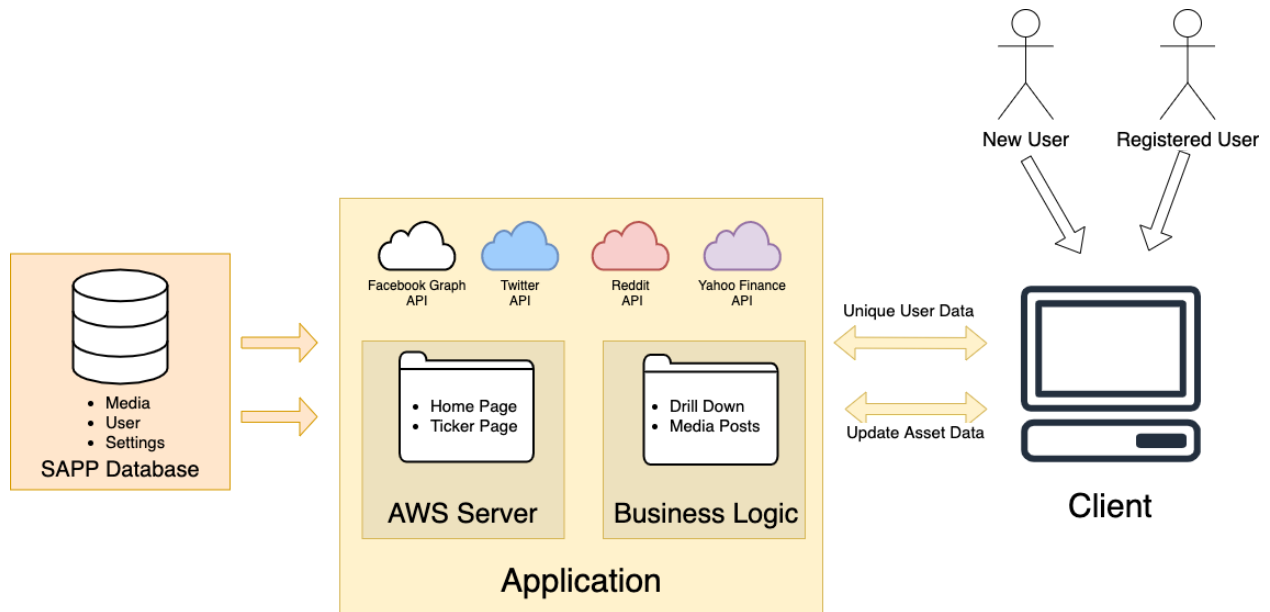 New User
Registered User
Facebook Graph
API
Twitter
API
Reddit
API
Yahoo Finance
API
Unique User Data
• Media
• User
• Settings
SAPP Database
• Home Page
• Ticker Page
AWS Server
• Drill Down
• Media Posts
Business Logic
Update Asset Data
Client
Application